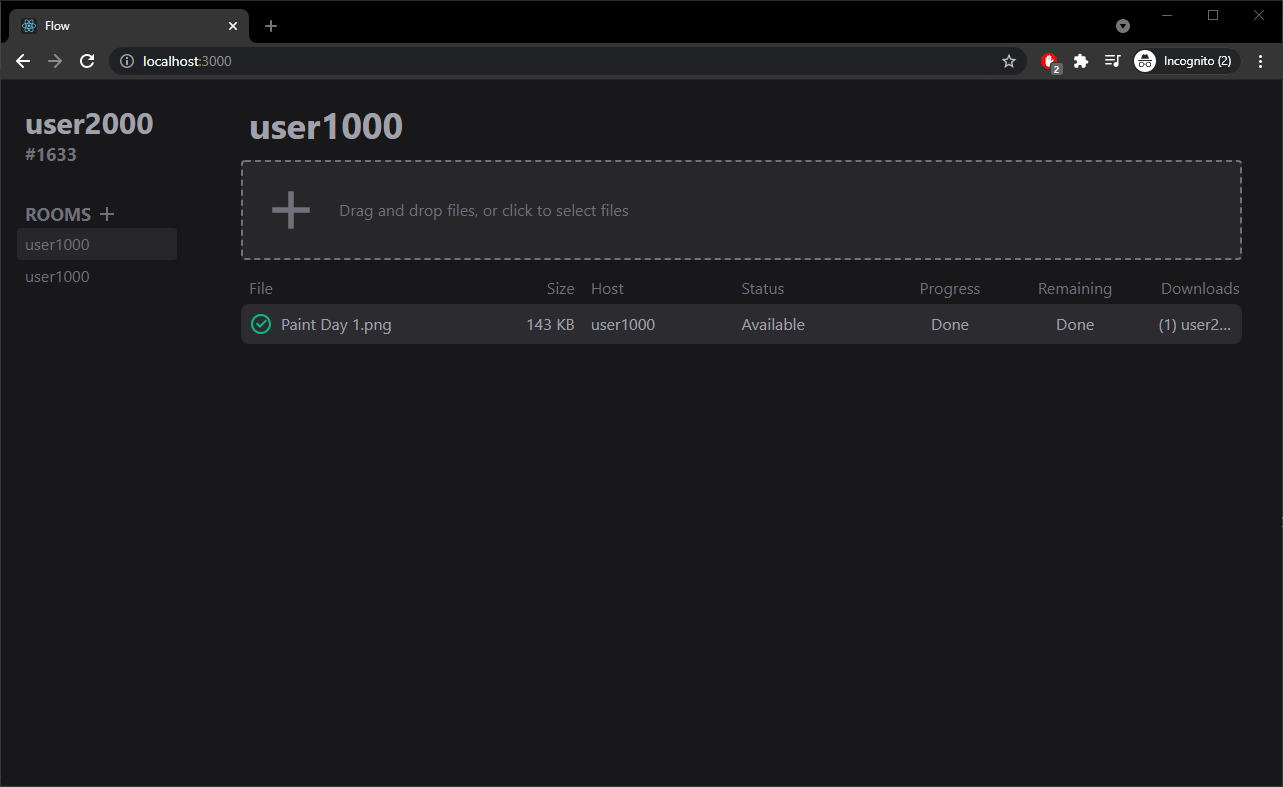 Flow
localhost:3000
2
Incognito (2)
user2000
#1633
ROOMS
user1000
user1000
user1000
Drag and drop files, or click to select files
File Size Host Status Progress Remaining Downloads
Paint Day 1.png 143 KB user1000 Available Done Done (1) user2...